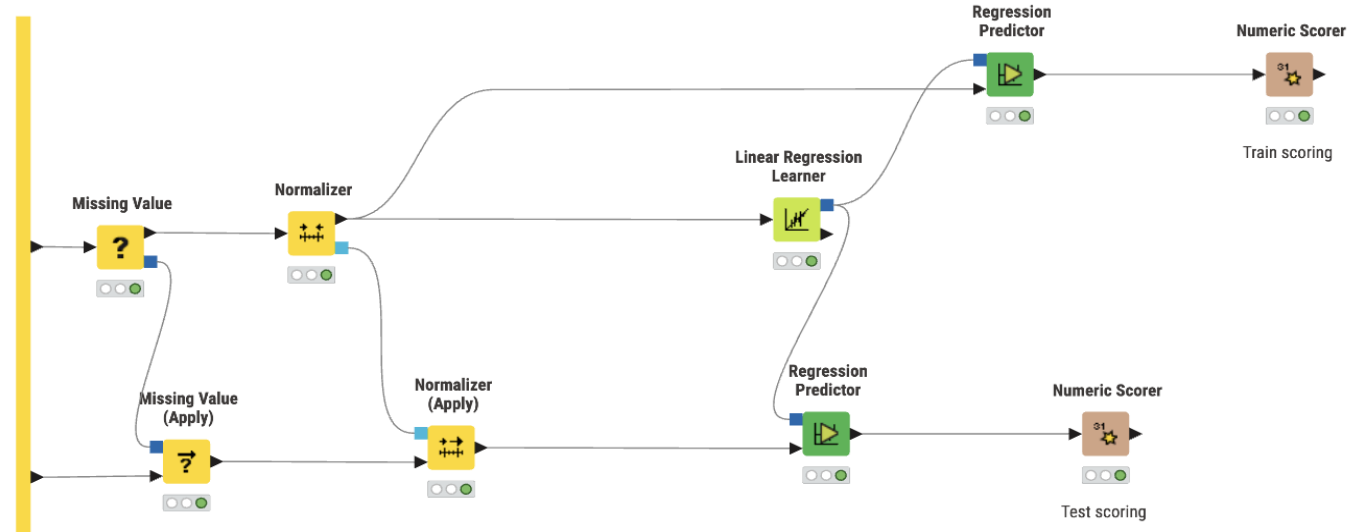 Regression
Predictor
Numeric Scorer
Train scoring
Linear Regression
Learner
Normalizer
Missing Value
?
Regression
Predictor
Normalizer
(Apply)
Numeric Scorer
Missing Value
(Apply)
?
Test scoring